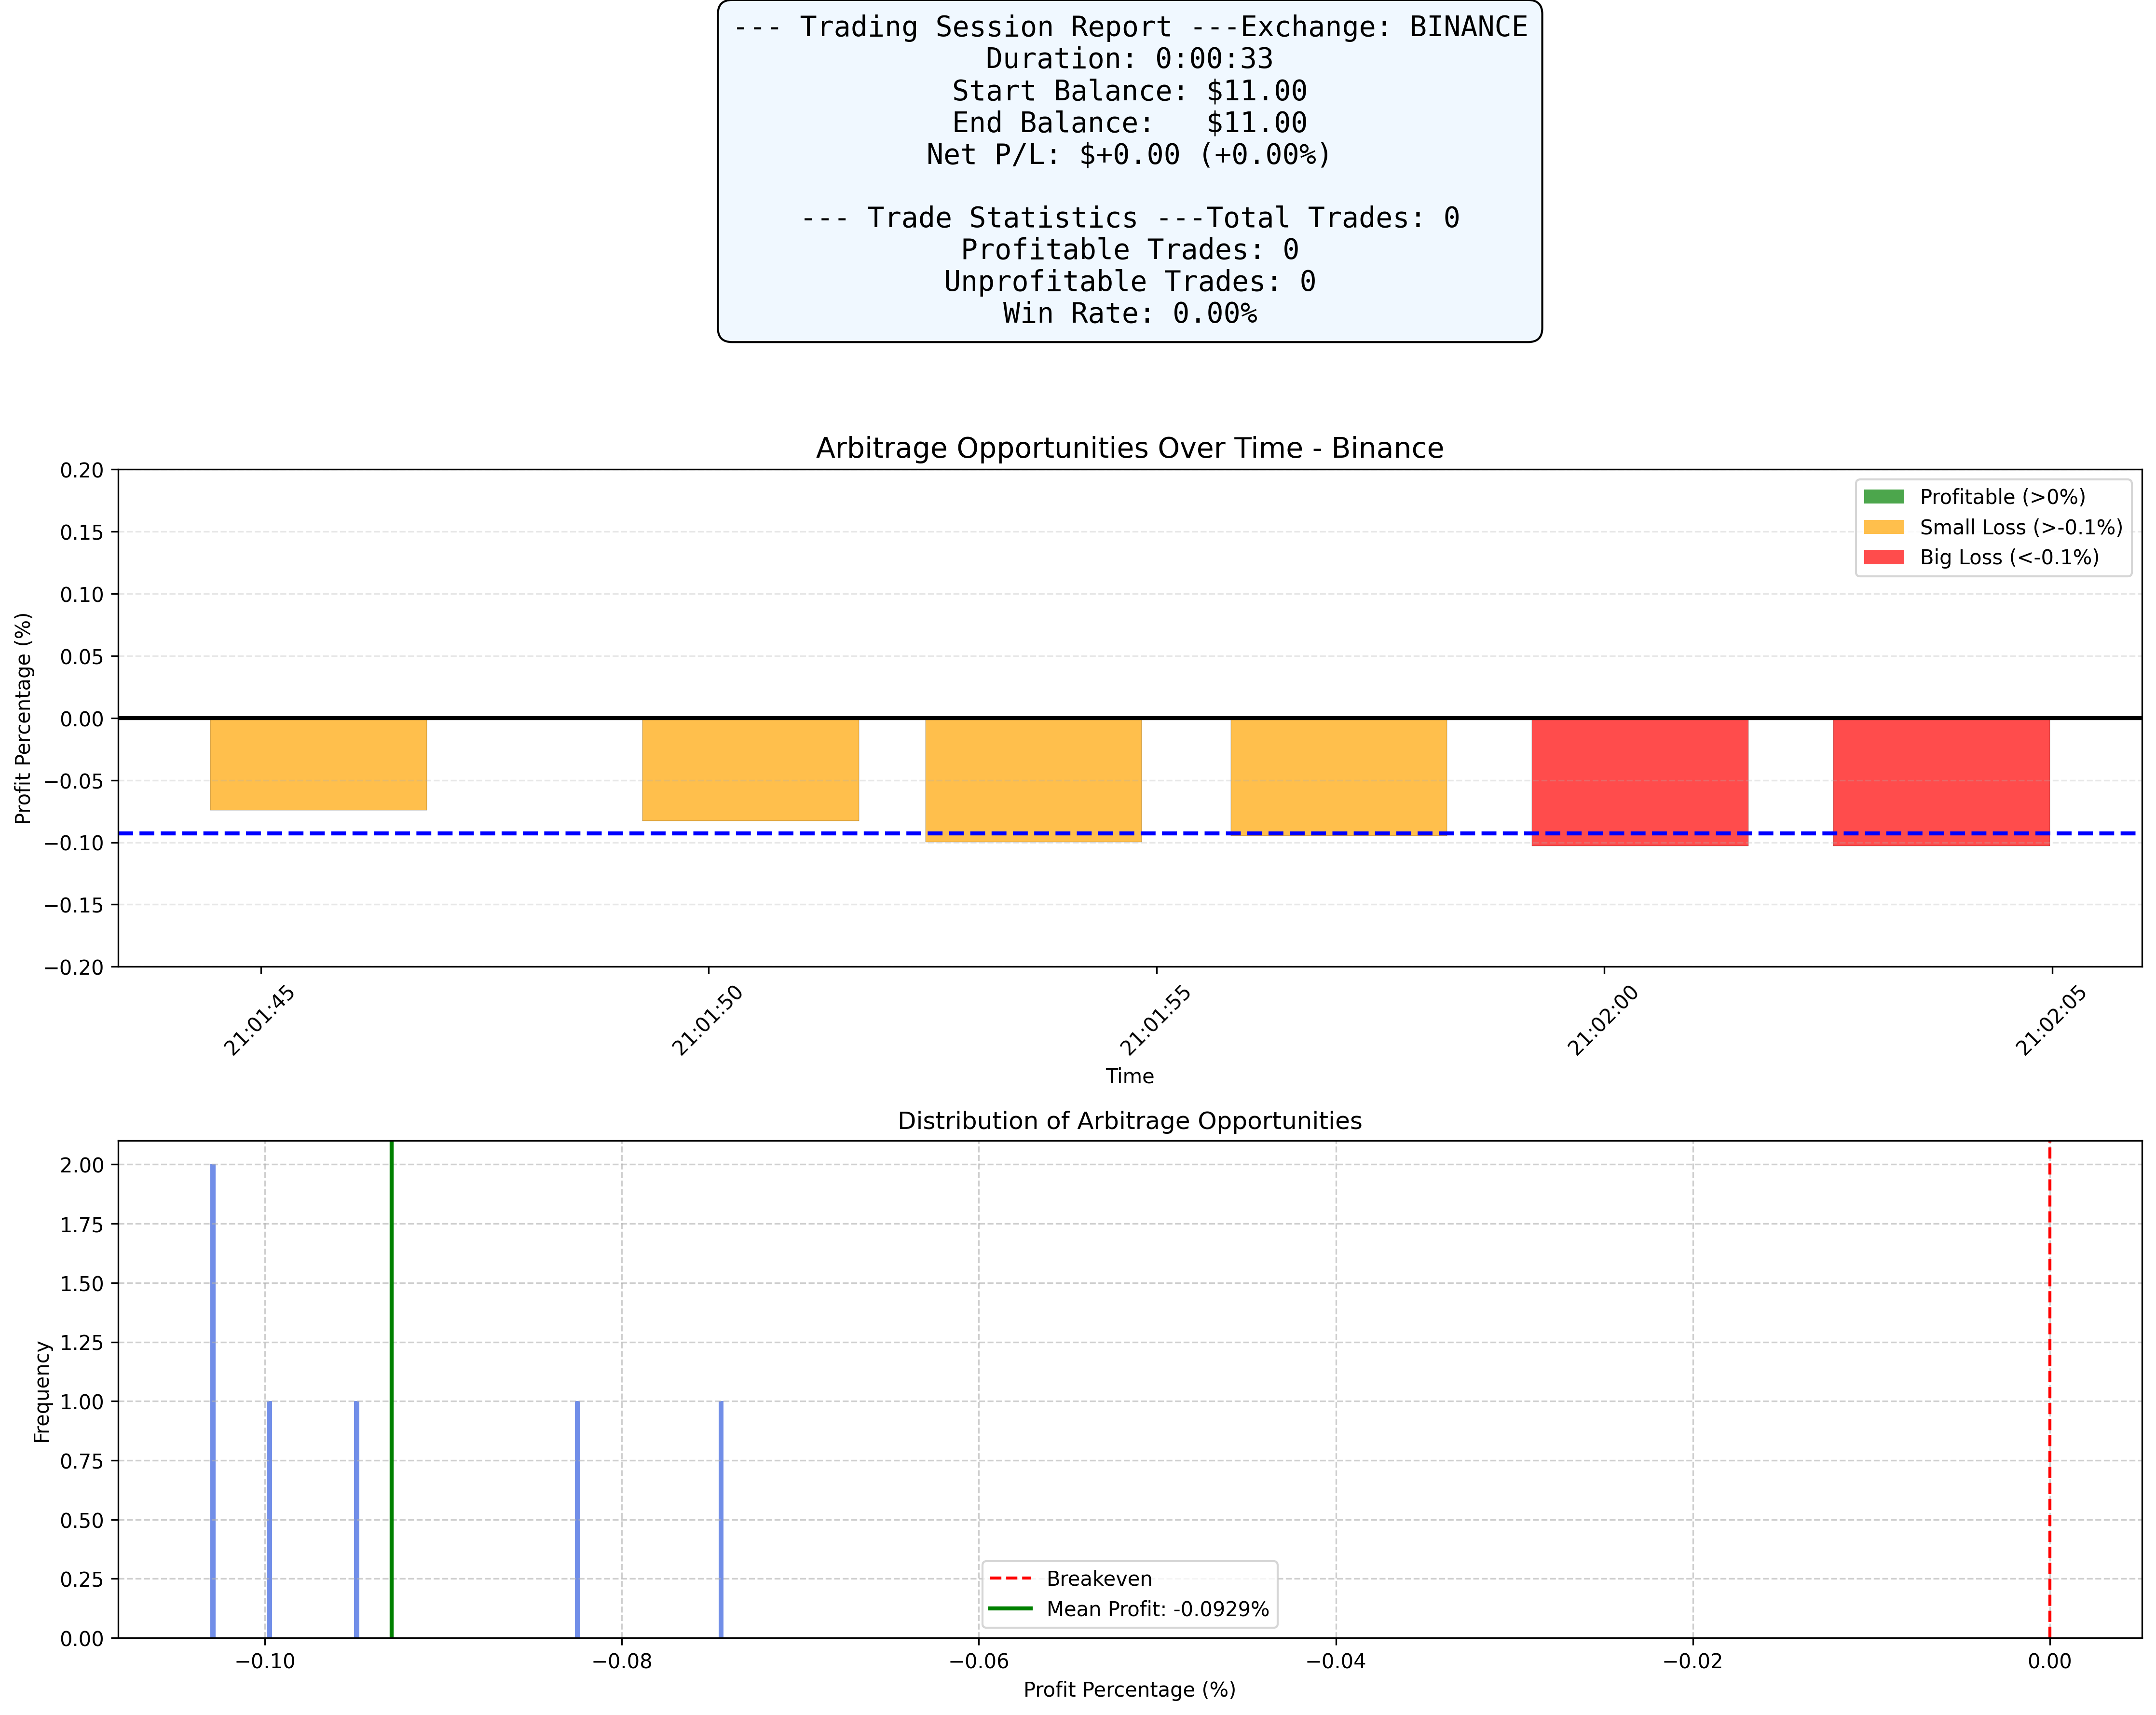 --- Trading Session Report ---Exchange: BINANCE
Duration: 0:00:33
Start Balance: $11.00
End Balance:   $11.00
Net P/L: $+0.00 (+0.00%)
--- Trade Statistics ---Total Trades: 0
Profitable Trades: 0
Unprofitable Trades: 0
Win Rate: 0.00%
Arbitrage Opportunities Over Time - Binance
Profit Percentage (%)
0.20
0.15
0.10
0.05
0.00
−0.05
−0.10
−0.15
−0.20
Profitable (>0%)
Small Loss (>-0.1%)
Big Loss (<-0.1%)
21:01:45
21:01:50
21:01:55
21:02:00
21:02:05
Time
Distribution of Arbitrage Opportunities
Frequency
2.00
1.75
1.50
1.25
1.00
0.75
0.50
0.25
0.00
Breakeven
Mean Profit: -0.0929%
−0.10
−0.08
−0.06
−0.04
−0.02
0.00
Profit Percentage (%)